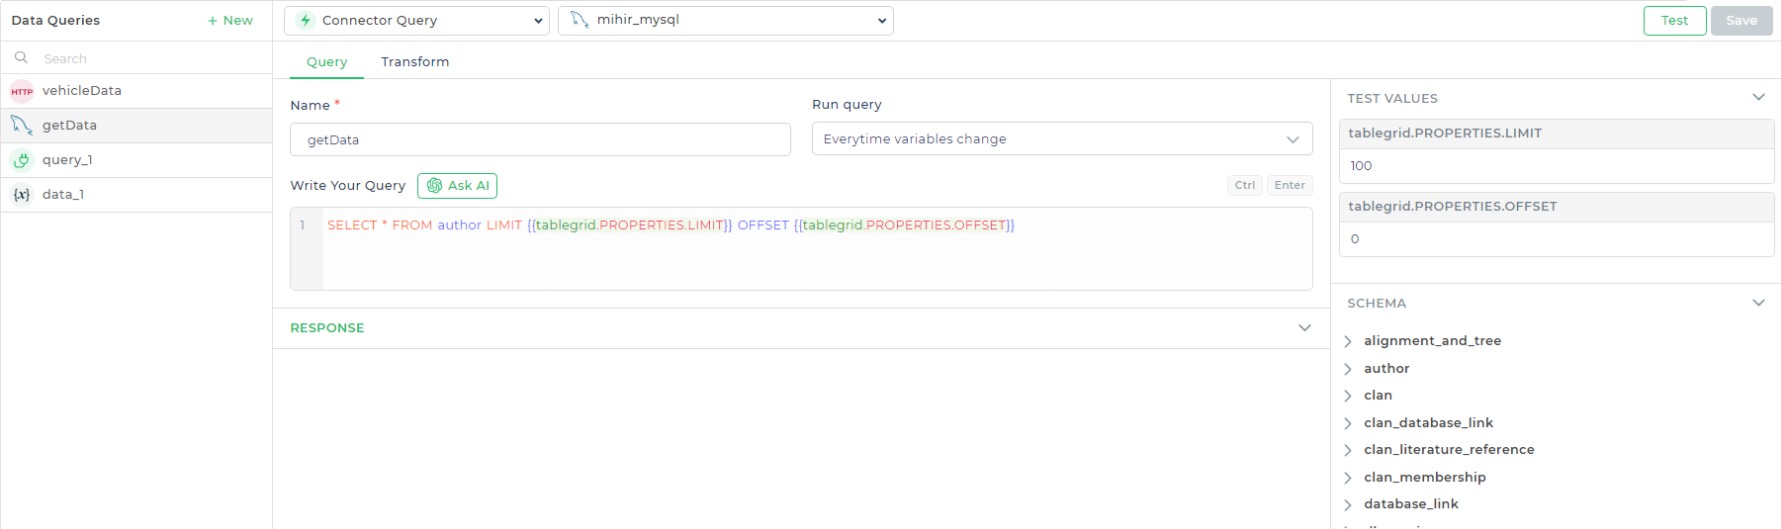 Data Queries
+ New
Connector Query
mihir_mysql
Test
Save
Search
HTTP vehicleData
getData
query_1
{x} data_1
Query
Transform
Name *
getData
Run query
Everytime variables change
Write Your Query
Ask AI
Ctrl
Enter
1 SELECT * FROM author LIMIT {{tablegrid.PROPERTIES.LIMIT}} OFFSET {{tablegrid.PROPERTIES.OFFSET}}
RESPONSE
TEST VALUES
tablegrid.PROPERTIES.LIMIT
100
tablegrid.PROPERTIES.OFFSET
0
SCHEMA
alignment_and_tree
author
clan
clan_database_link
clan_literature_reference
clan_membership
database_link